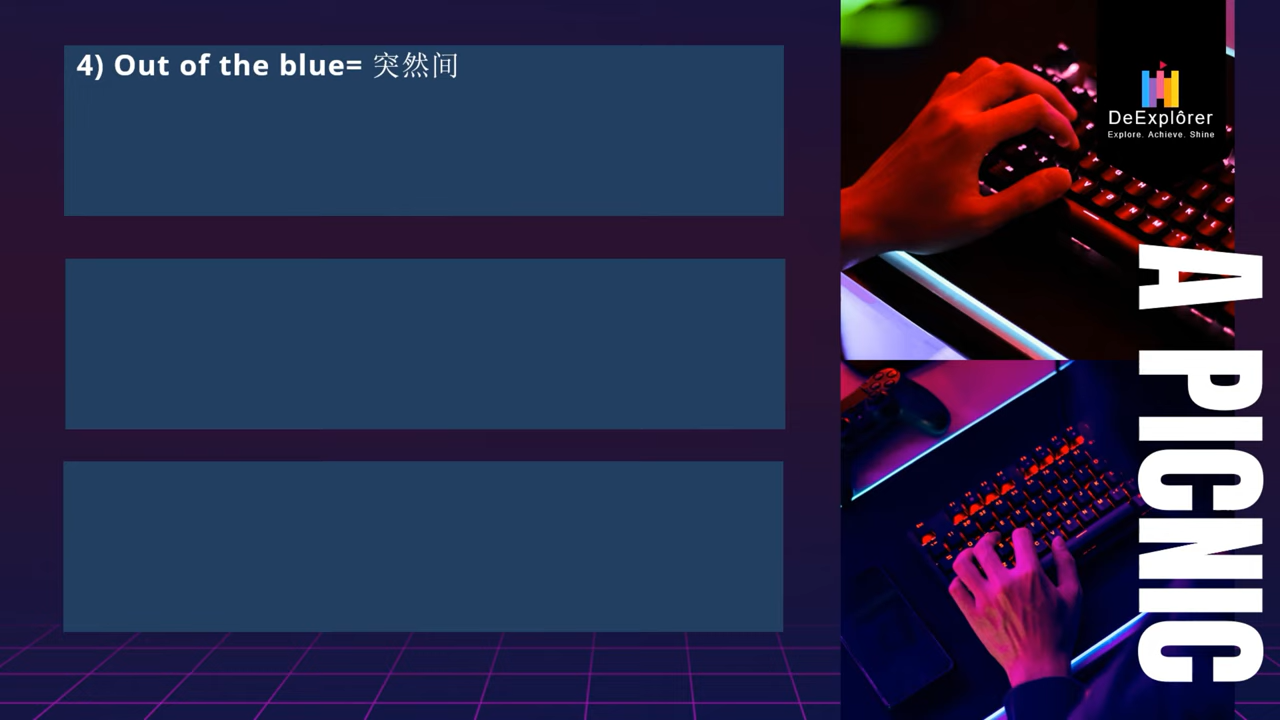 4) Out of the blue= 突然间
DeExplôrer
Explore. Achieve. Shine
A PICNIC